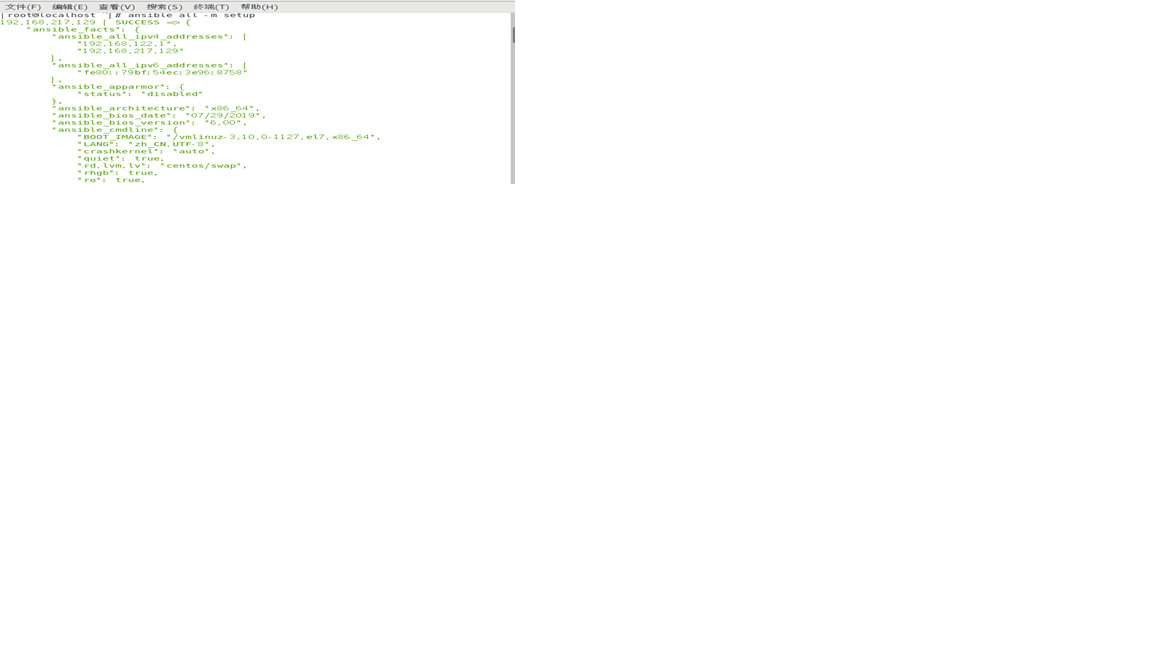 文件(F) 编辑(E) 查看(V) 搜索(S) 终端(T) 帮助(H)
[root@localhost ~]# ansible all -m setup
192.168.217.129 | SUCCESS => {
    "ansible_facts": {
        "ansible_all_ipv4_addresses": [
            "192.168.122.1",
            "192.168.217.129"
        ],
        "ansible_all_ipv6_addresses": [
            "fe80::79bf:54ec:3e96:8758"
        ],
        "ansible_apparmor": {
            "status": "disabled"
        },
        "ansible_architecture": "x86_64",
        "ansible_bios_date": "07/29/2019",
        "ansible_bios_version": "6.00",
        "ansible_cmdline": {
            "BOOT_IMAGE": "/vmlinuz-3.10.0-1127.el7.x86_64",
            "LANG": "zh_CN.UTF-8",
            "crashkernel": "auto",
            "quiet": true,
            "rd.lvm.lv": "centos/swap",
            "rhgb": true,
            "ro": true,